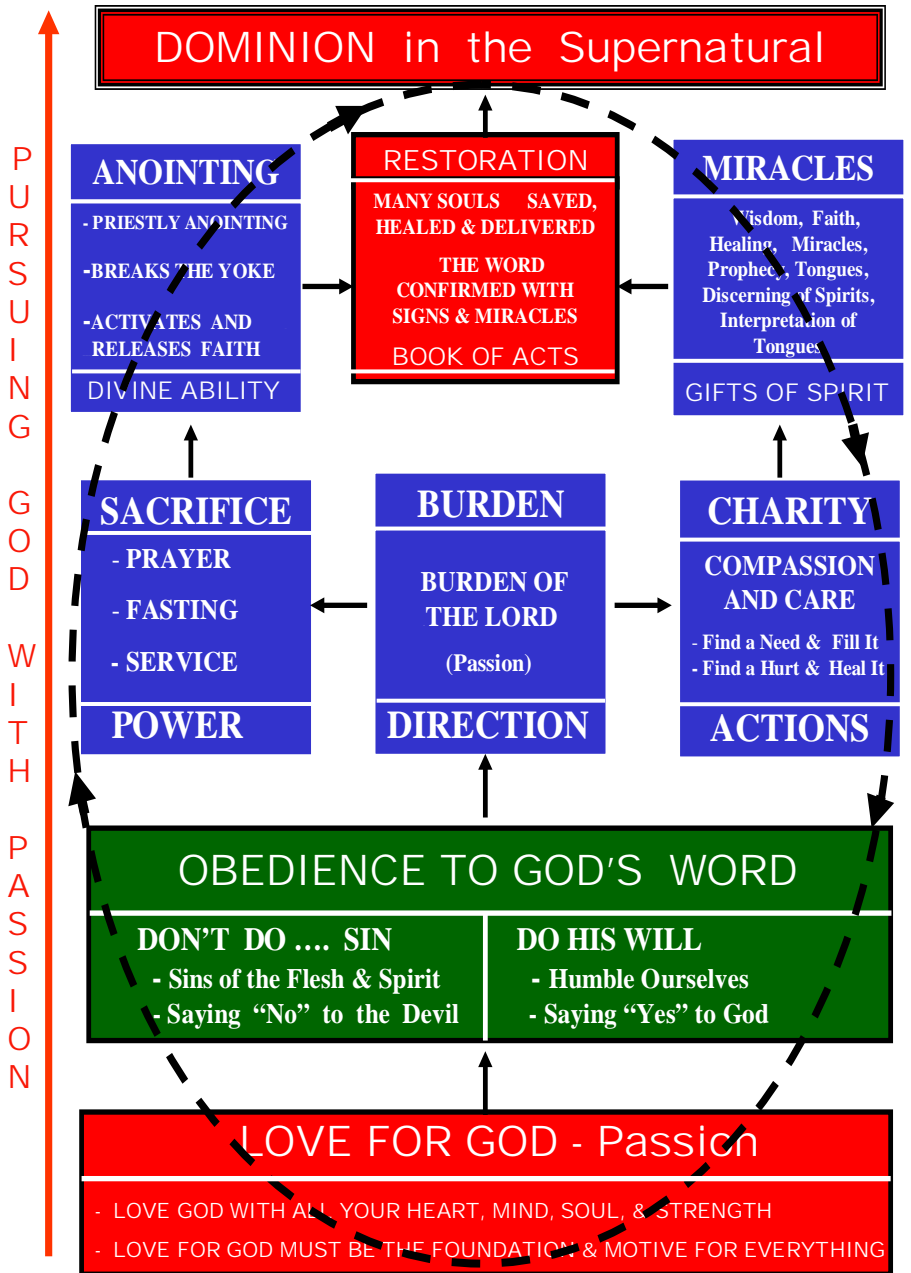 DOMINION in the Supernatural
PURSUING GOD WITH PASSION
ANOINTING
- PRIESTLY ANOINTING
-BREAKS THE YOKE
-ACTIVATES AND
RELEASES FAITH
DIVINE ABILITY
RESTORATION
MANY SOULS SAVED,
HEALED & DELIVERED
THE WORD
CONFIRMED WITH
SIGNS & MIRACLES
BOOK OF ACTS
MIRACLES
Wisdom, Faith,
Healing, Miracles,
Prophecy, Tongues,
Discerning of Spirits,
Interpretation of
Tongues
GIFTS OF SPIRIT
SACRIFICE
- PRAYER
- FASTING
- SERVICE
POWER
BURDEN
BURDEN OF
THE LORD
(Passion)
DIRECTION
CHARITY
COMPASSION
AND CARE
- Find a Need & Fill It
- Find a Hurt & Heal It
ACTIONS
OBEDIENCE TO GOD'S WORD
DON'T DO .... SIN
- Sins of the Flesh & Spirit
- Saying “No” to the Devil
DO HIS WILL
- Humble Ourselves
- Saying “Yes” to God
LOVE FOR GOD - Passion
- LOVE GOD WITH ALL YOUR HEART, MIND, SOUL, & STRENGTH
- LOVE FOR GOD MUST BE THE FOUNDATION & MOTIVE FOR EVERYTHING